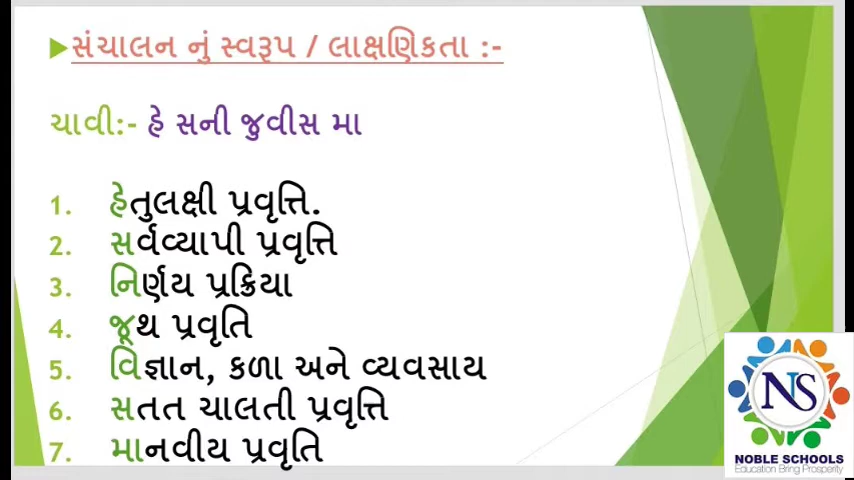 સંચાલન નું સ્વરૂપ / લાક્ષણિકતા :-
ચાવી:- હે સની જુવીસ મા
1. હેતુલક્ષી પ્રવૃત્તિ.
2. સર્વવ્યાપી પ્રવૃત્તિ
3. નિર્ણય પ્રક્રિયા
4. જૂથ પ્રવૃતિ
5. વિજ્ઞાન, કળા અને વ્યવસાય
6. સતત ચાલતી પ્રવૃત્તિ
7. માનવીય પ્રવૃતિ
NS
NOBLE SCHOOLS
Education Bring Prosperity